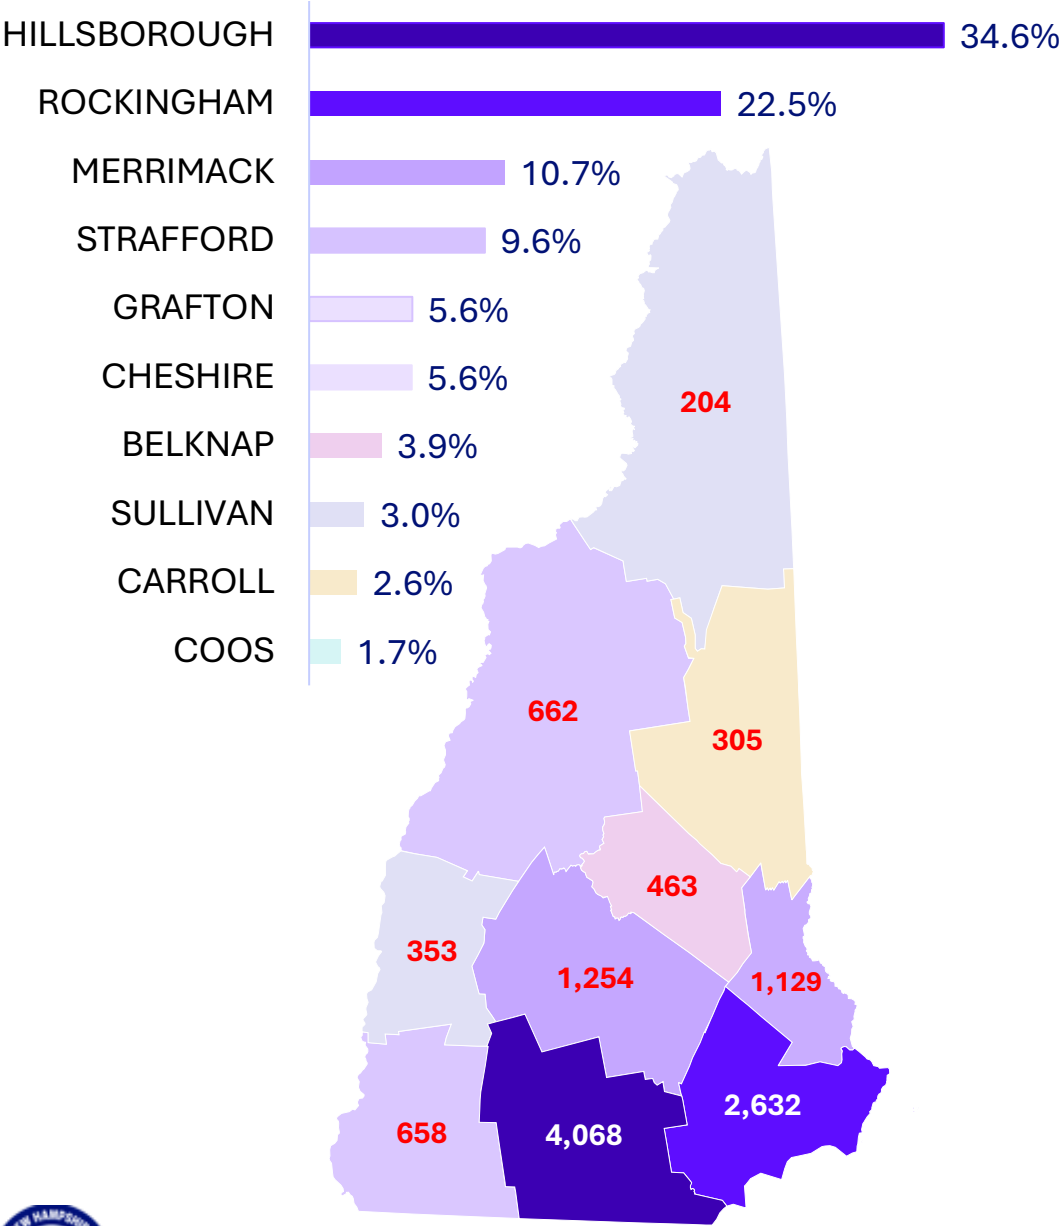 HILLSBOROUGH 34.6%
ROCKINGHAM 22.5%
MERRIMACK 10.7%
STRAFFORD 9.6%
GRAFTON 5.6%
CHESHIRE 5.6%
BELKNAP 3.9%
SULLIVAN 3.0%
CARROLL 2.6%
COOS 1.7%
204
662
305
463
353
1,254
1,129
2,632
658
4,068